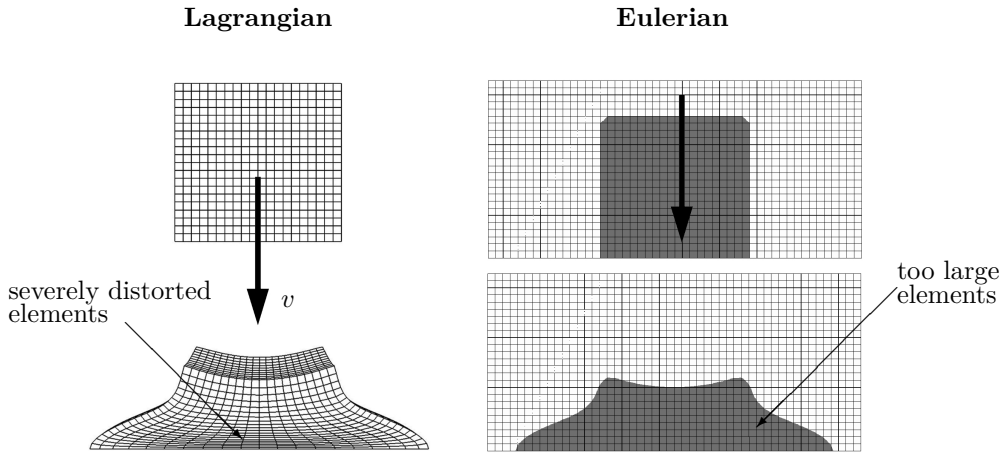 Lagrangian
Eulerian
severely distorted
elements
v
too large
elements